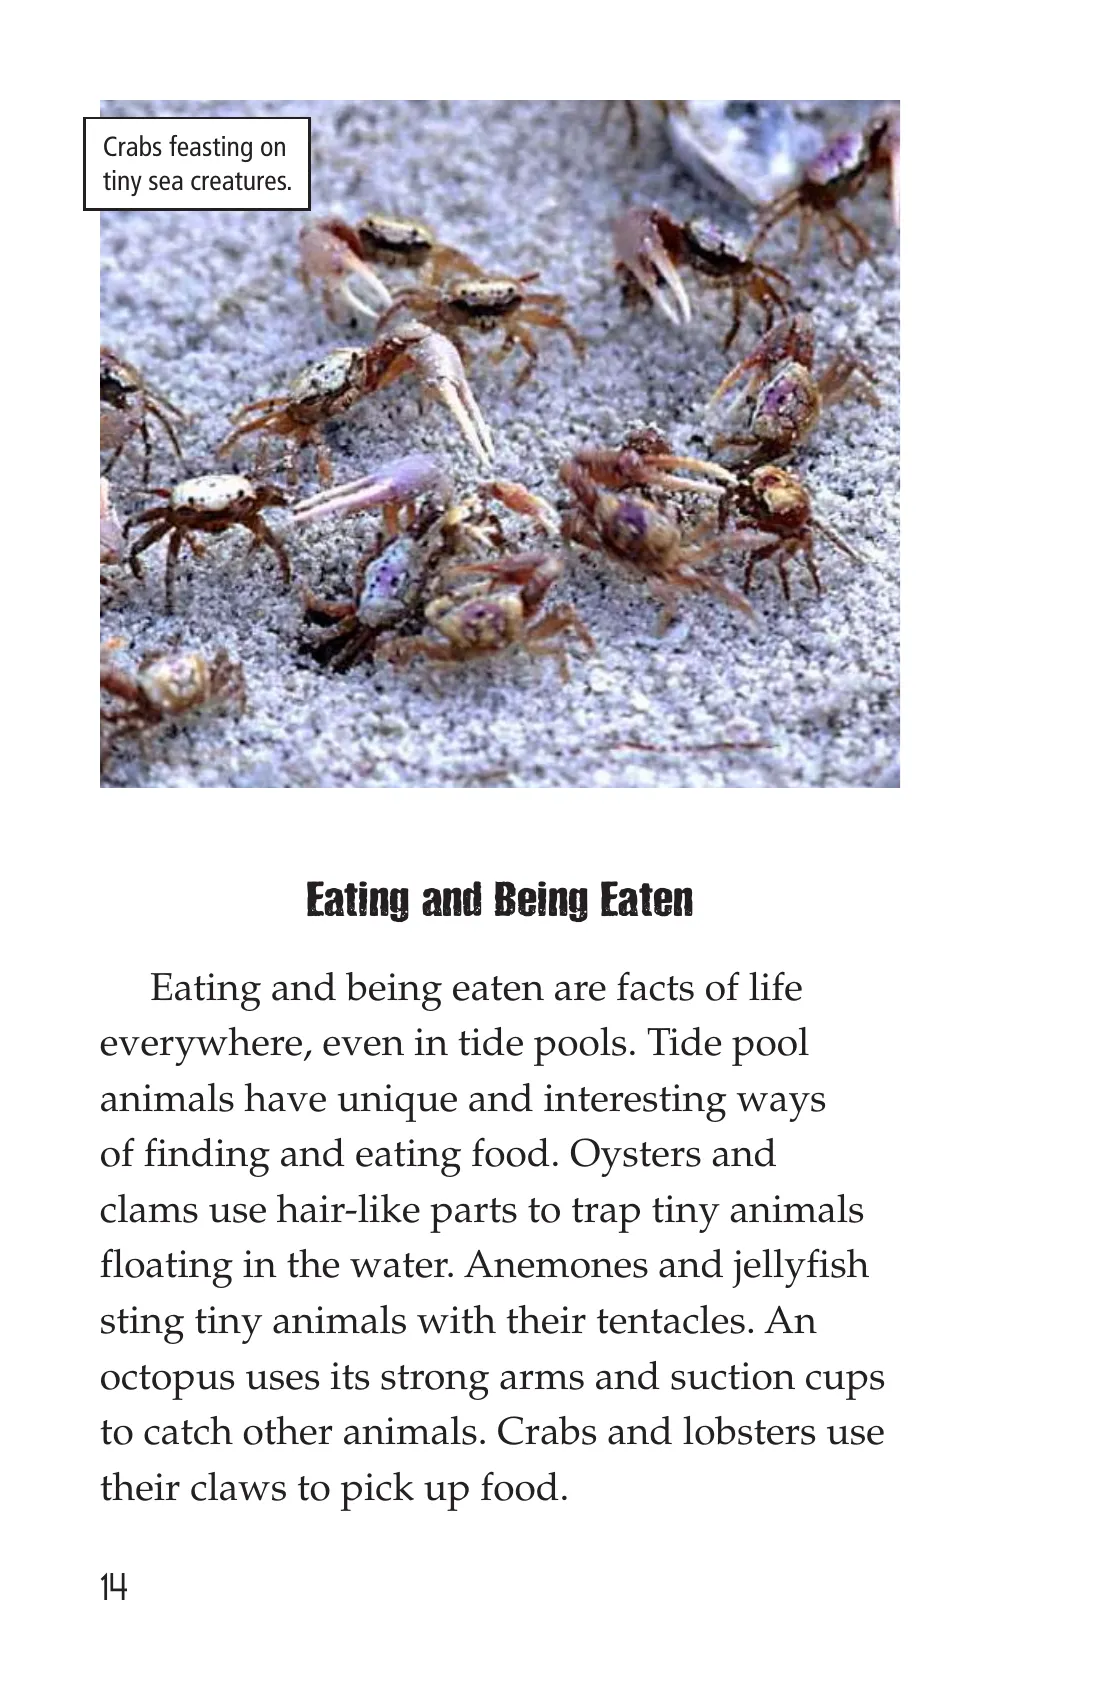 Crabs feasting on
tiny sea creatures.
Eating and Being Eaten
Eating and being eaten are facts of life
everywhere, even in tide pools. Tide pool
animals have unique and interesting ways
of finding and eating food. Oysters and
clams use hair-like parts to trap tiny animals
floating in the water. Anemones and jellyfish
sting tiny animals with their tentacles. An
octopus uses its strong arms and suction cups
to catch other animals. Crabs and lobsters use
their claws to pick up food.
14